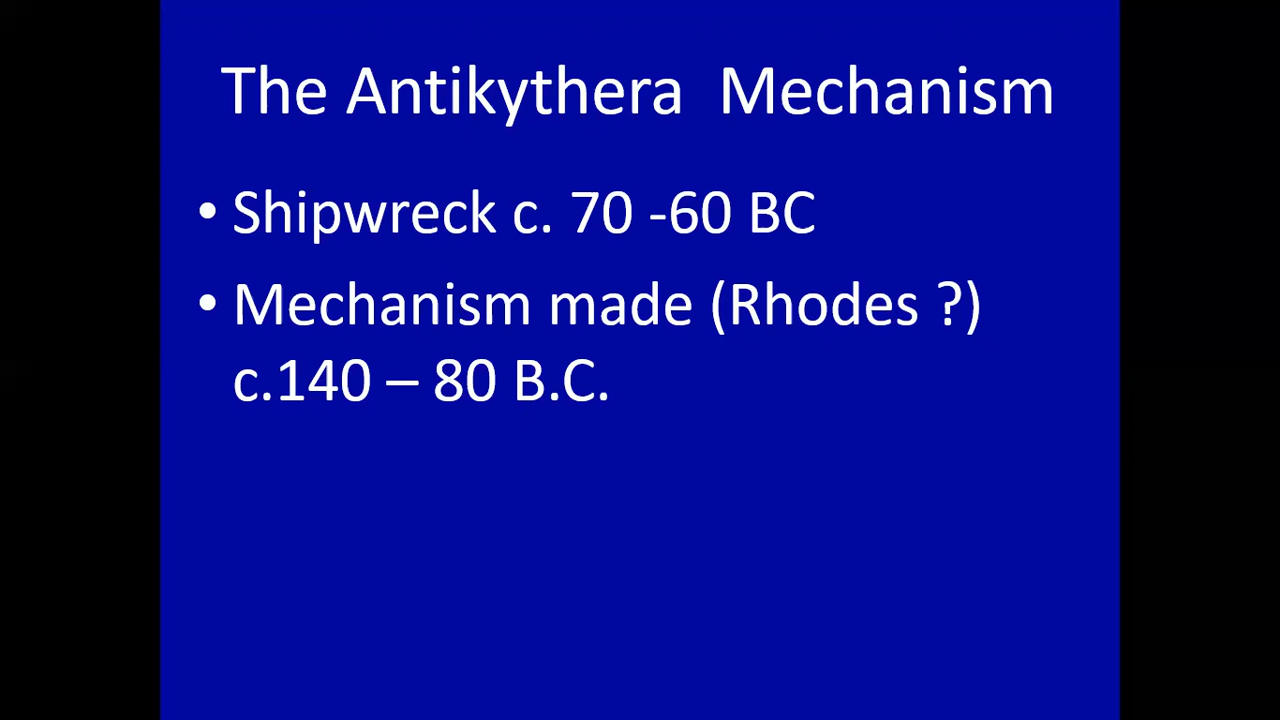 The Antikythera  Mechanism
• Shipwreck c. 70 -60 BC
• Mechanism made (Rhodes ?)
c.140 – 80 B.C.